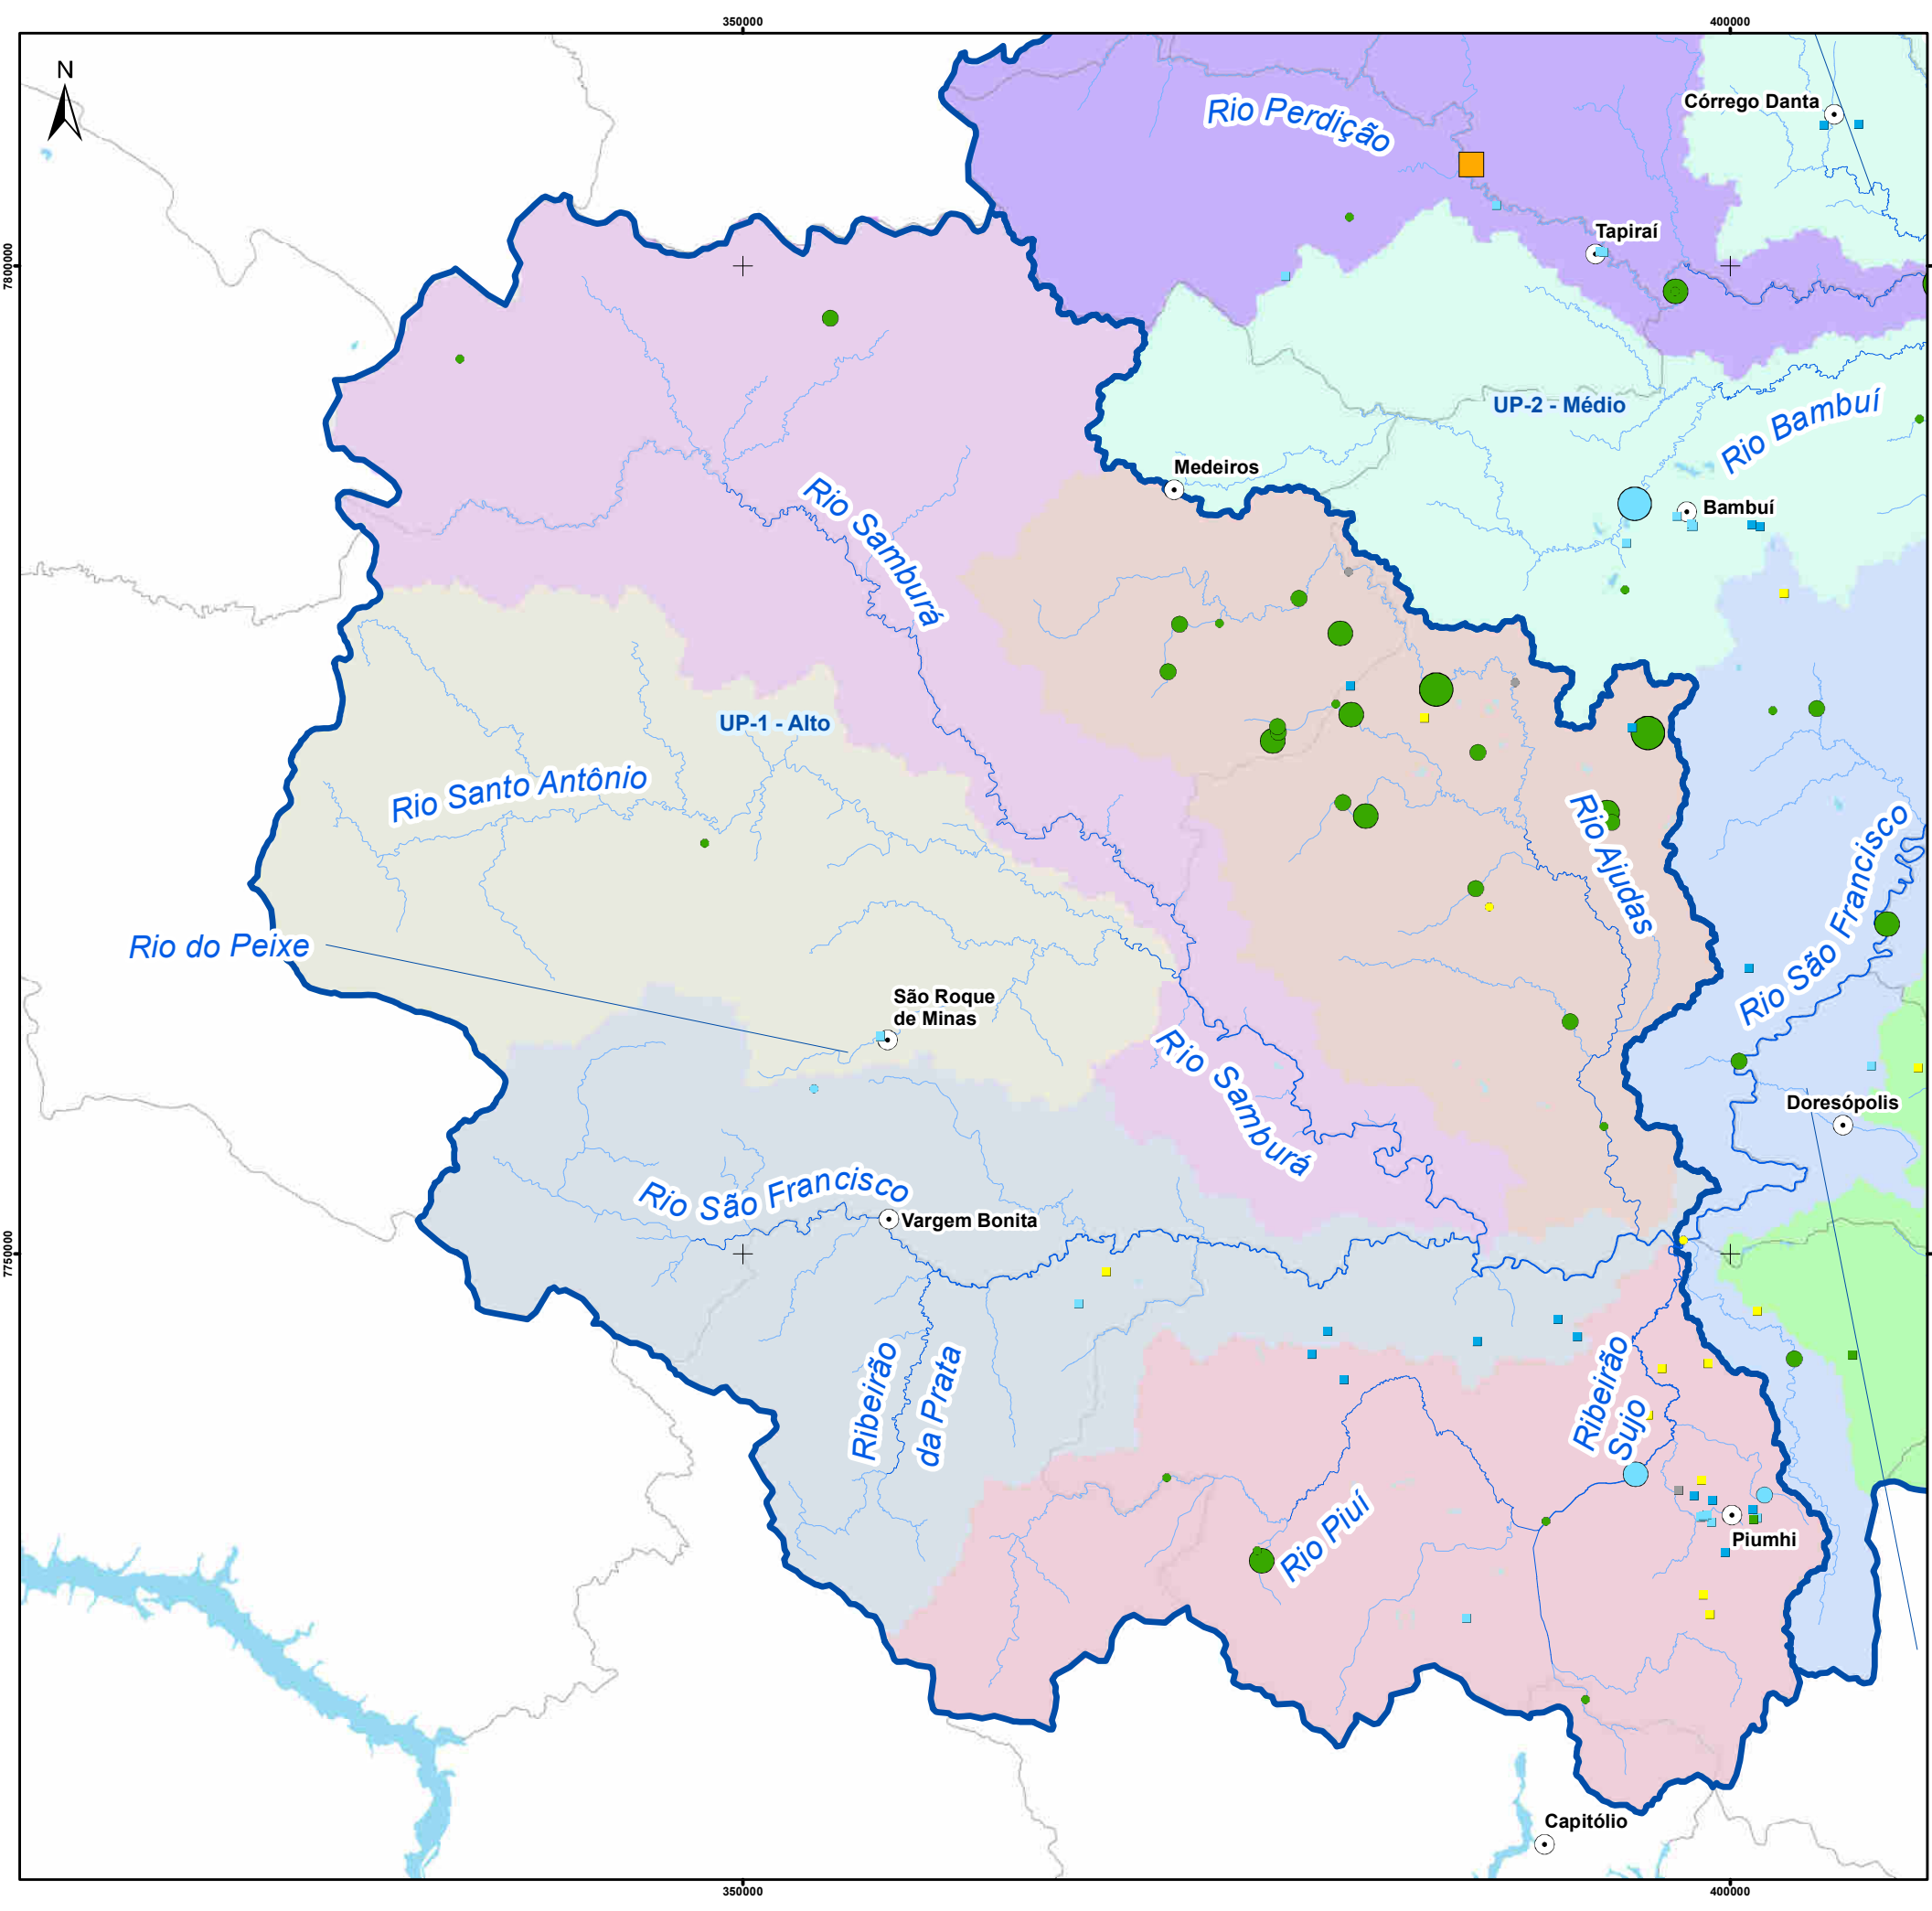 350000
400000
N
Córrego Danta
Rio Perdição
Tapiraí
7800000
UP-2 - Médio
Rio Bambuí
Medeiros
Bambuí
Rio Samburá
UP-1 - Alto
Rio Santo Antônio
Rio Ajudas
Rio São Francisco
Rio do Peixe
São Roque
de Minas
Rio Samburá
Doresópolis
Rio São Francisco
Vargem Bonita
7750000
Ribeirão
da Prata
Ribeirão
Sujo
Rio Piuí
Piumhi
Capitólio
350000
400000